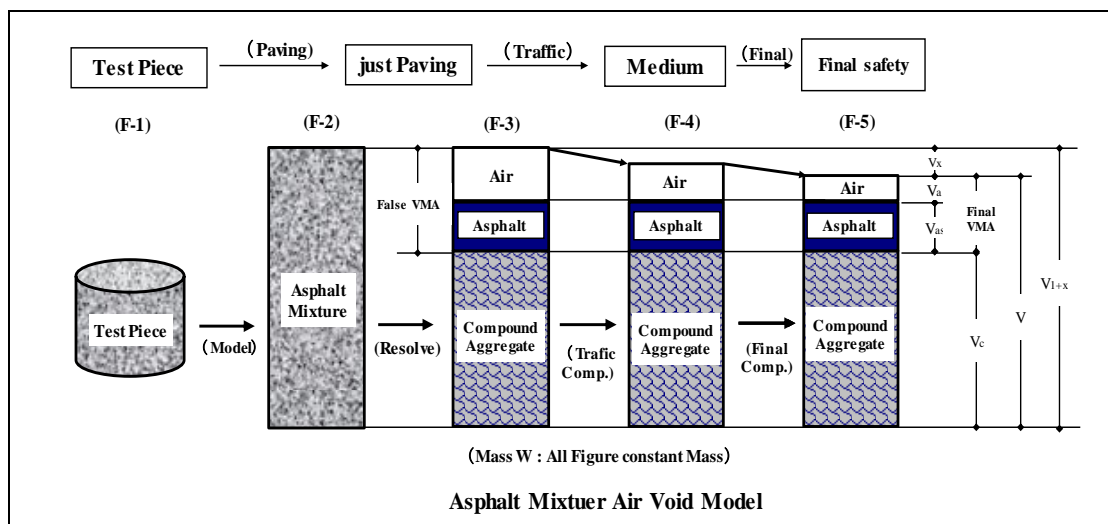 （Paving） （Traffic） （Final）
Test Piece just Paving Medium Final safety
(F-1) (F-2) (F-3) (F-4) (F-5)
Vx
Air Air Air Va
False VMA Final VMA
Asphalt Asphalt Asphalt Vas
V1+x
Asphalt
Mixture
Test Piece
Compound
Aggregate
Compound
Aggregate
Compound
Aggregate
V
Vc
（Model）
(Resolve)
（Trafic
Comp.）
(Final
Comp.)
（Mass W : All Figure constant Mass）
Asphalt Mixtuer Air Void Model